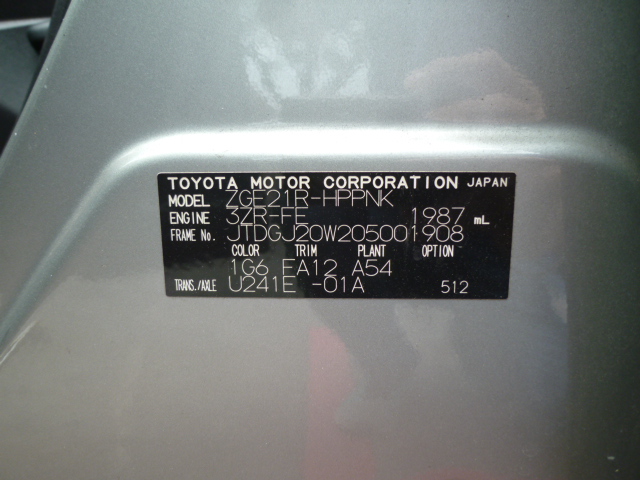 TOYOTA MOTOR CORPORATION JAPAN
MODEL ZGE21R-HPPNK
ENGINE 3ZR-FE 1987 mL
FRAME No. JTDGJ20W205001908
COLOR TRIM PLANT OPTION
1G6 EA12 A54
TRANS./AXLE U241E -01A 512